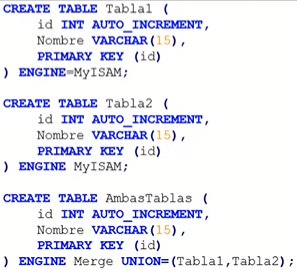 CREATE TABLE Tabla1 (
id INT AUTO_INCREMENT,
Nombre VARCHAR(15),
PRIMARY KEY (id)
) ENGINE=MyISAM;
CREATE TABLE Tabla2 (
id INT AUTO_INCREMENT,
Nombre VARCHAR(15),
PRIMARY KEY (id)
) ENGINE MyISAM;
CREATE TABLE AmbasTablas (
id INT AUTO_INCREMENT,
Nombre VARCHAR(15),
PRIMARY KEY (id)
) ENGINE Merge UNION=(Tabla1,Tabla2);